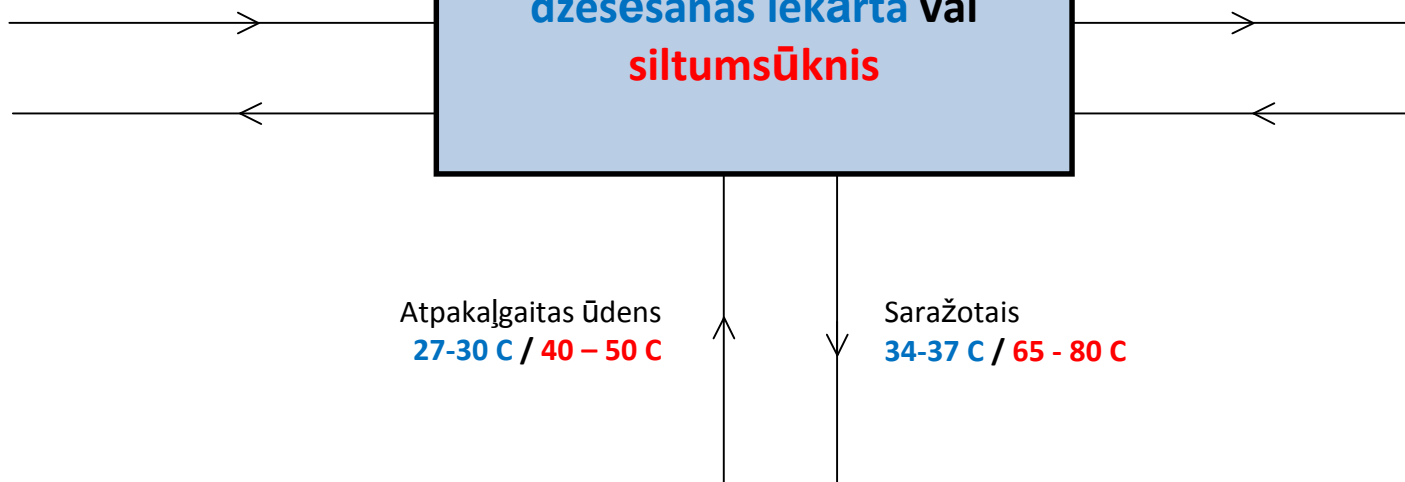 dzesēšanas iekārta vai
siltumsūknis
Atpakaļgaitas ūdens
27-30 C / 40 – 50 C
Saražotais
34-37 C / 65 - 80 C